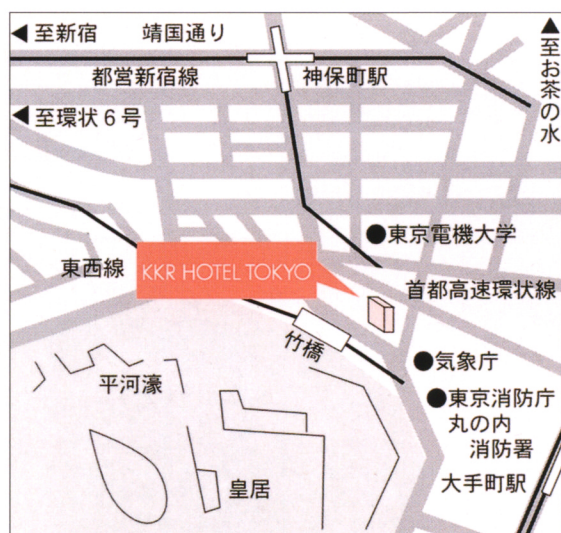 ◀至新宿
靖国通り
▲至お茶の水
都営新宿線
神保町駅
◀至環状6号
●東京電機大学
東西線
KKR HOTEL TOKYO
首都高速環状線
竹橋
●気象庁
平河濠
●東京消防庁
丸の内
消防署
皇居
大手町駅